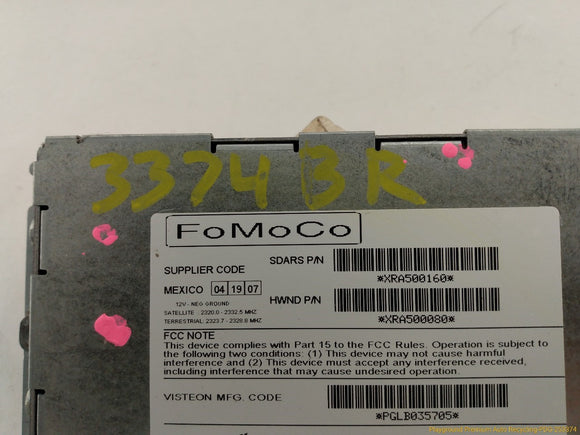 3374BR
FoMoCo
SDARS P/N
*XRA500160*
SUPPLIER CODE
MEXICO 04 19 07
HWND P/N
*XRA500080*
12V - NEG GROUND
SATELLITE : 2320.0 - 2332.5 MHZ
TERRESTRIAL: 2323.7 - 2328.8 MHZ
FCC NOTE
This device complies with Part 15 to the FCC Rules. Operation is subject to
the following two conditions: (1) This device may not cause harmful
interference and (2) This device must accept any interference received,
including interference that may cause undesired operation.
VISTEON MFG. CODE
*PGLB035705*